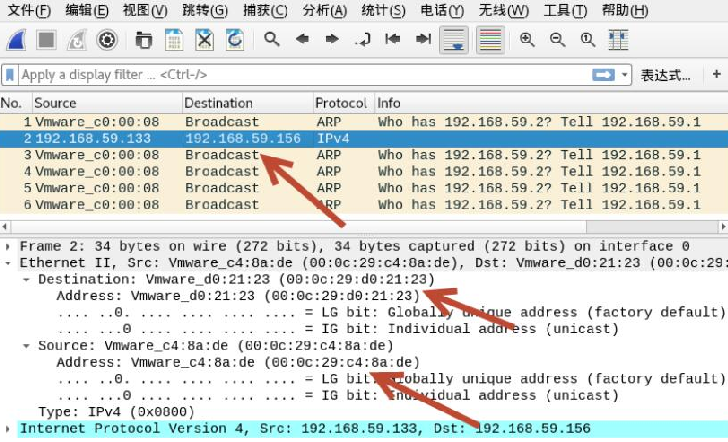 文件(F) 编辑(E) 视图(V) 跳转(G) 捕获(C) 分析(A) 统计(S) 电话(Y) 无线(W) 工具(T) 帮助(H)
Apply a display filter … <Ctrl-/> 表达式… +
No. Source Destination Protocol Info
1 Vmware_c0:00:08 Broadcast ARP Who has 192.168.59.2? Tell 192.168.59.1
2 192.168.59.133 192.168.59.156 IPv4
3 Vmware_c0:00:08 Broadcast ARP Who has 192.168.59.2? Tell 192.168.59.1
4 Vmware_c0:00:08 Broadcast ARP Who has 192.168.59.2? Tell 192.168.59.1
5 Vmware_c0:00:08 Broadcast ARP Who has 192.168.59.2? Tell 192.168.59.1
6 Vmware_c0:00:08 Broadcast ARP Who has 192.168.59.2? Tell 192.168.59.1
Frame 2: 34 bytes on wire (272 bits), 34 bytes captured (272 bits) on interface 0
Ethernet II, Src: Vmware_c4:8a:de (00:0c:29:c4:8a:de), Dst: Vmware_d0:21:23 (00:0c:29
Destination: Vmware_d0:21:23 (00:0c:29:d0:21:23)
Address: Vmware_d0:21:23 (00:0c:29:d0:21:23)
.... ..0. .... .... .... .... = LG bit: Globally unique address (factory default)
.... ...0 .... .... .... .... = IG bit: Individual address (unicast)
Source: Vmware_c4:8a:de (00:0c:29:c4:8a:de)
Address: Vmware_c4:8a:de (00:0c:29:c4:8a:de)
.... ..0. .... .... .... .... = LG bit: Globally unique address (factory default)
.... ...0 .... .... .... .... = IG bit: Individual address (unicast)
Type: IPv4 (0x0800)
Internet Protocol Version 4, Src: 192.168.59.133, Dst: 192.168.59.156